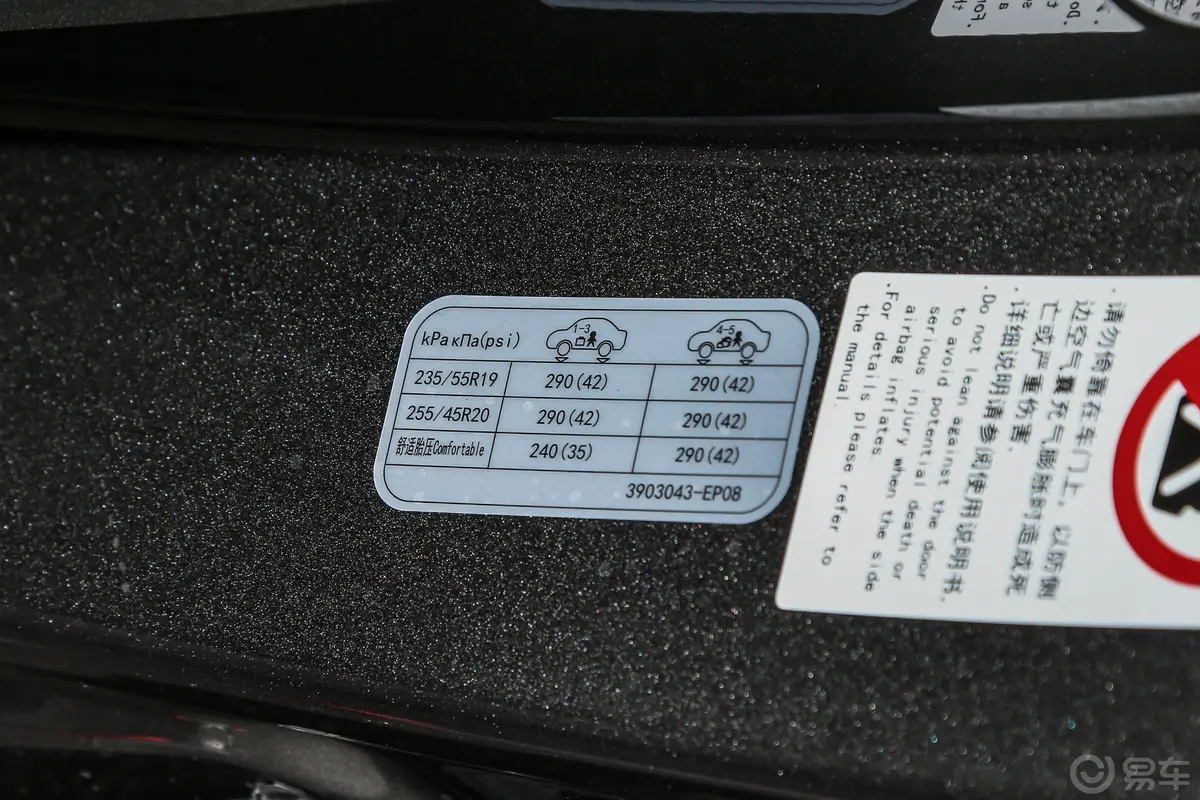 kPa кПа(psi) 1-3 4-5
235/55R19 290(42) 290(42)
255/45R20 290(42) 290(42)
舒适胎压Comfortable 240(35) 290(42)
3903043-EP08
·请勿倚靠在车门上，以防侧
边空气囊充气膨胀时造成死
亡或严重伤害.
·详细说明请参阅使用说明书.
·Do not lean against the door
to avoid potential death or
serious injury when the side
airbag inflates.
·For details please refer to
the manual.
易车